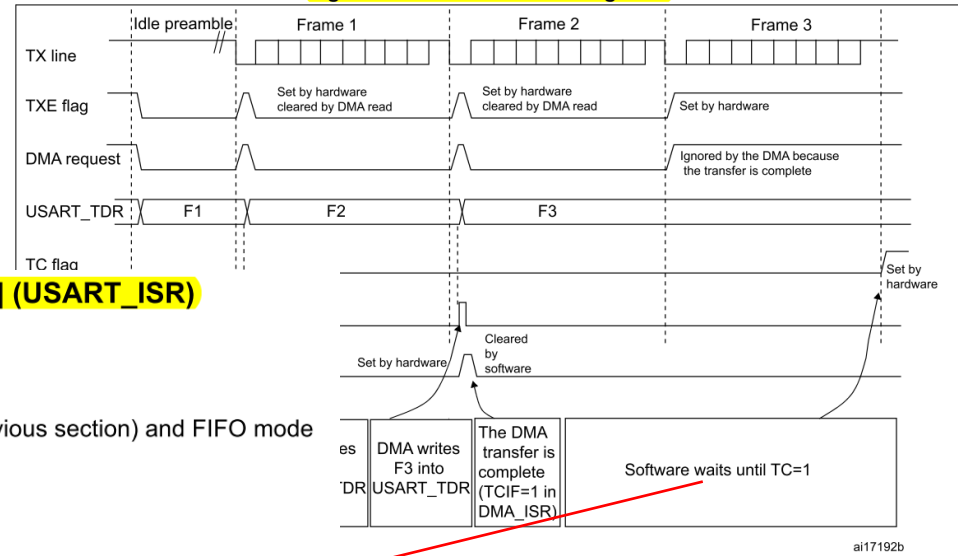 Idle preamble
Frame 1
Frame 2
Frame 3
TX line
TXE flag
Set by hardware
cleared by DMA read
Set by hardware
cleared by DMA read
Set by hardware
DMA request
Ignored by the DMA because
the transfer is complete
USART_TDR
F1
F2
F3
TC flag
Set by
hardware
(USART_ISR)
Set by hardware
Cleared
by
software
vious section) and FIFO mode
es
TDR
DMA writes
F3 into
USART_TDR
The DMA
transfer is
complete
(TCIF=1 in
DMA_ISR)
Software waits until TC=1
ai17192b